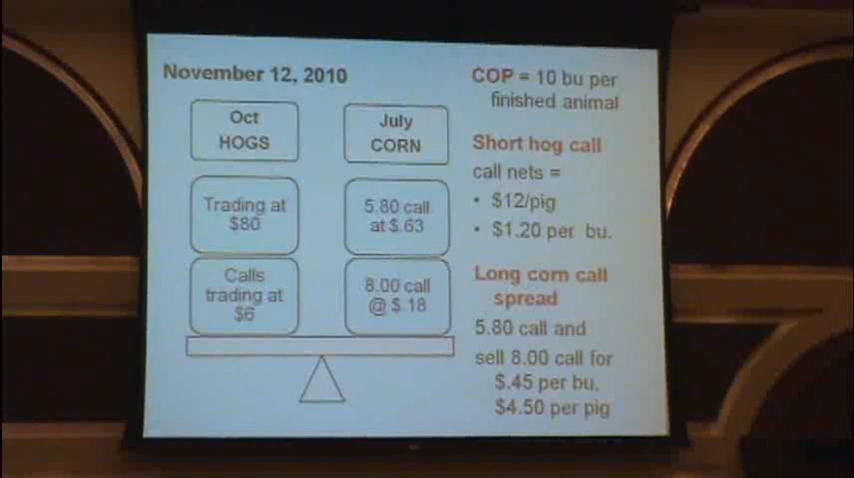 November 12, 2010
Oct
HOGS
July
CORN
Trading at
$80
5.80 call
at $.63
Calls
trading at
$6
8.00 call
@ $.18
COP = 10 bu per
finished animal
Short hog call
call nets =
• $12/pig
• $1.20 per bu.
Long corn call
spread
5.80 call and
sell 8.00 call for
$.45 per bu,
$4.50 per pig